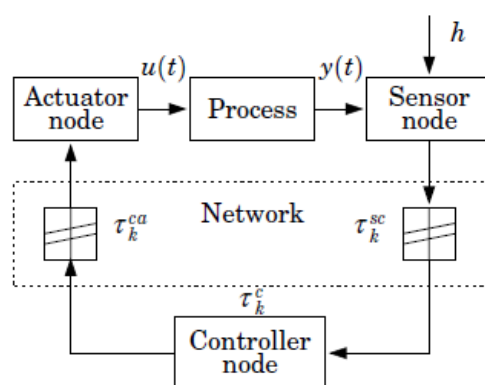 h
u(t)
y(t)
Actuator
node
Process
Sensor
node
Network
τ_k^{ca}
τ_k^{sc}
τ_k^c
Controller
node